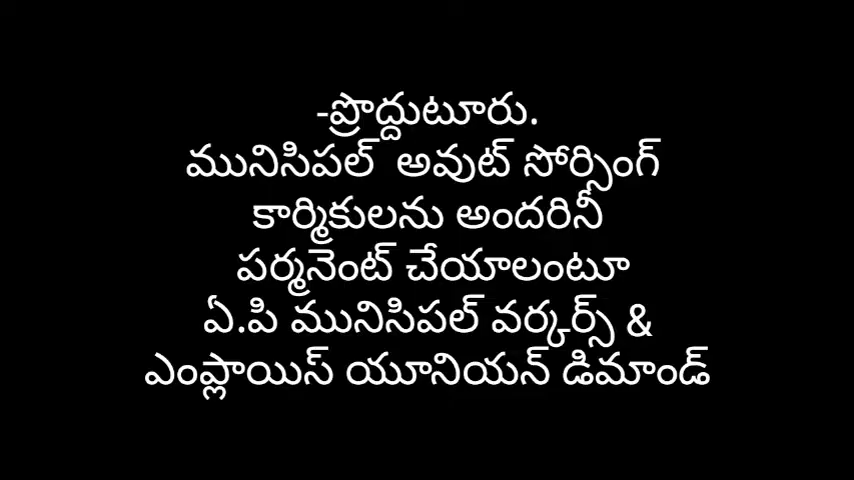 -ప్రొద్దుటూరు.
మునిసిపల్ అవుట్ సోర్సింగ్
కార్మికులను అందరినీ
పర్మనెంట్ చేయాలంటూ
ఏ.పి మునిసిపల్ వర్కర్స్ &
ఎంప్లాయిస్ యూనియన్ డిమాండ్